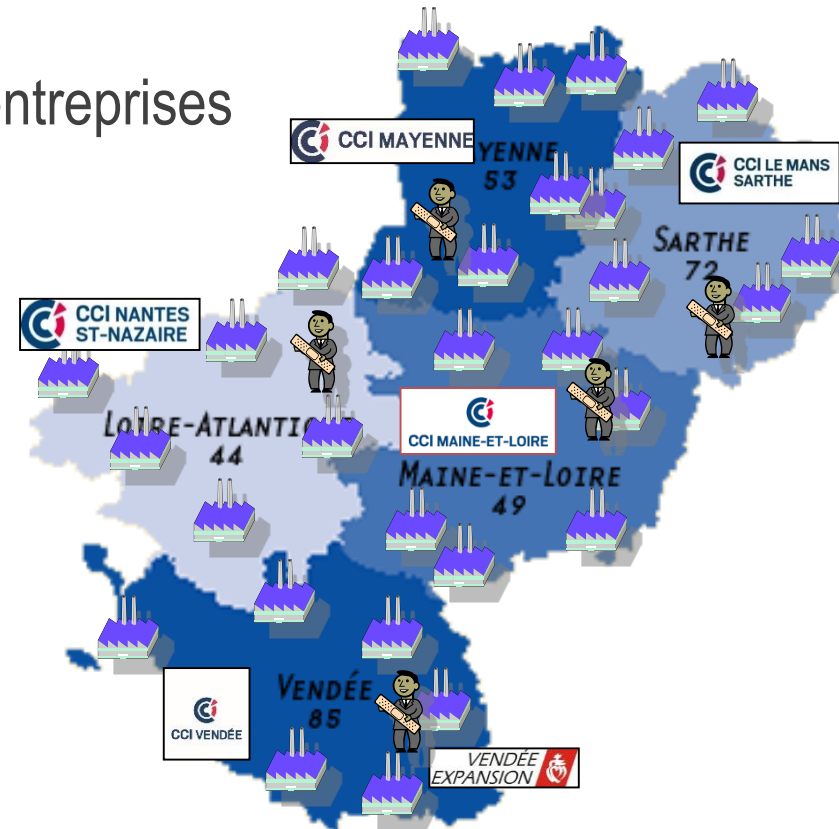 ntreprises
CCI MAYENNE
YENNE
53
CCI LE MANS
SARTHE
SARTHE
72
CCI NANTES
ST-NAZAIRE
LOIRE-ATLANTIQ
44
CCI MAINE-ET-LOIRE
MAINE-ET-LOIRE
49
VENDÉE
85
CCI VENDÉE
VENDÉE
EXPANSION